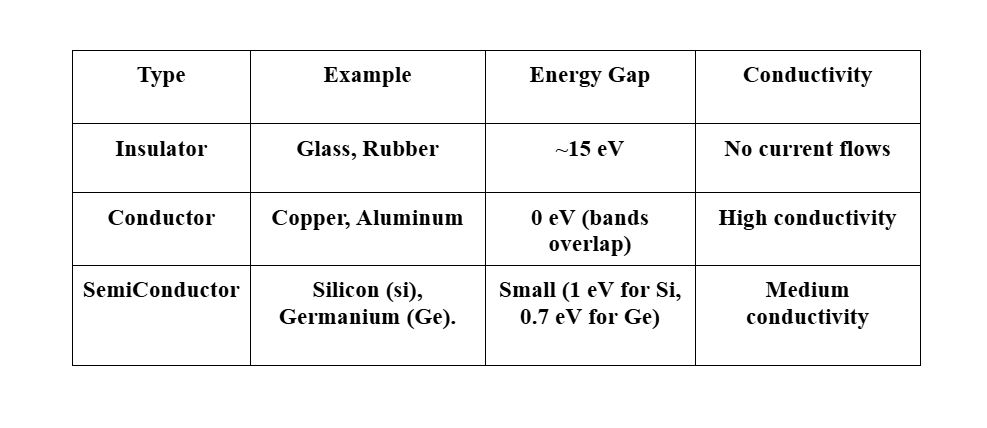 Type Example Energy Gap Conductivity
Insulator Glass, Rubber ~15 eV No current flows
Conductor Copper, Aluminum 0 eV (bands High conductivity
overlap)
SemiConductor Silicon (si), Small (1 eV for Si, Medium
Germanium (Ge). 0.7 eV for Ge) conductivity